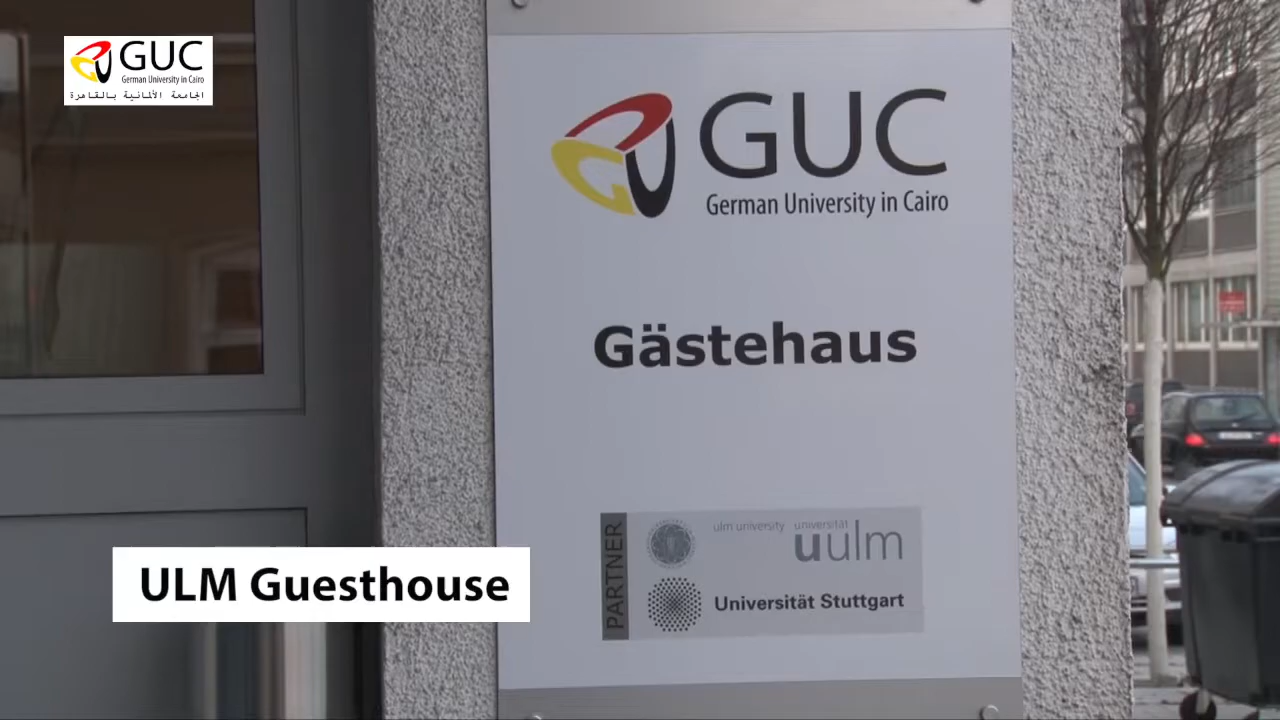 GUC
German University in Cairo
الجامعة الألمانية بالقاهرة
GUC
German University in Cairo
Gästehaus
PARTNER
ulm university universität
uulm
Universität Stuttgart
ULM Guesthouse